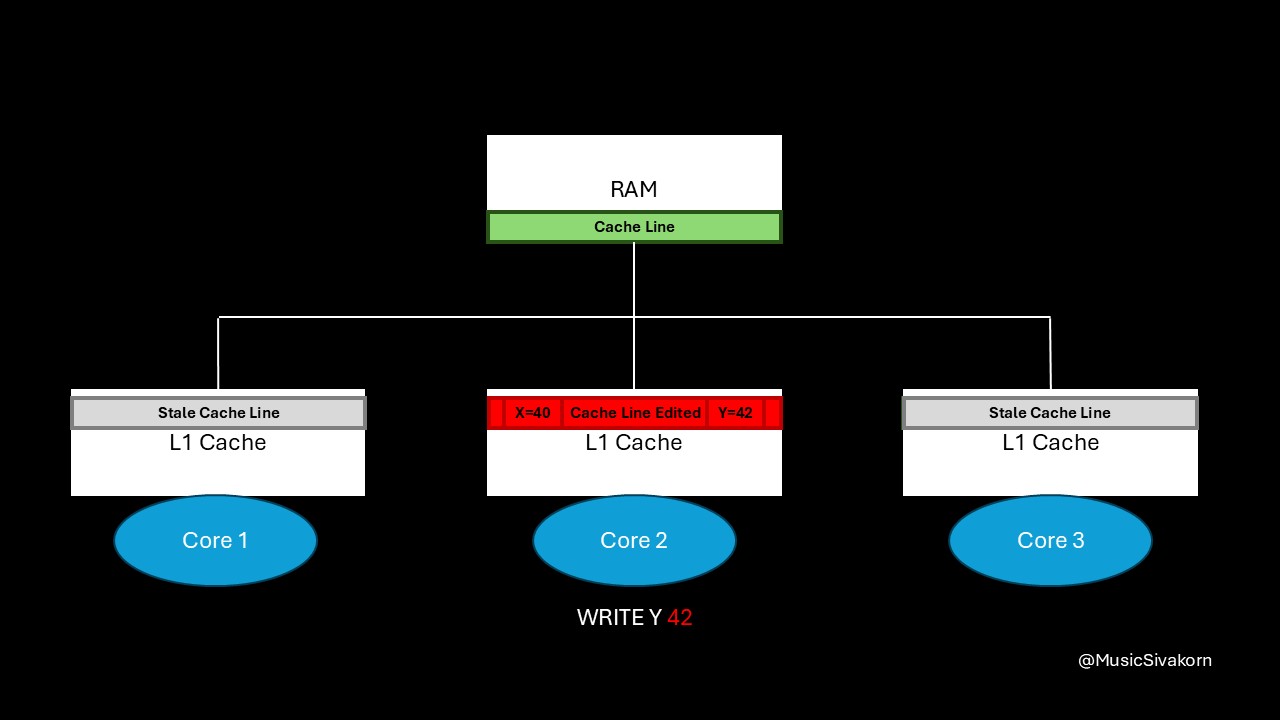 RAM
Cache Line
Stale Cache Line
L1 Cache
X=40
Cache Line Edited
Y=42
L1 Cache
Stale Cache Line
L1 Cache
Core 1
Core 2
Core 3
WRITE Y 42
@MusicSivakorn